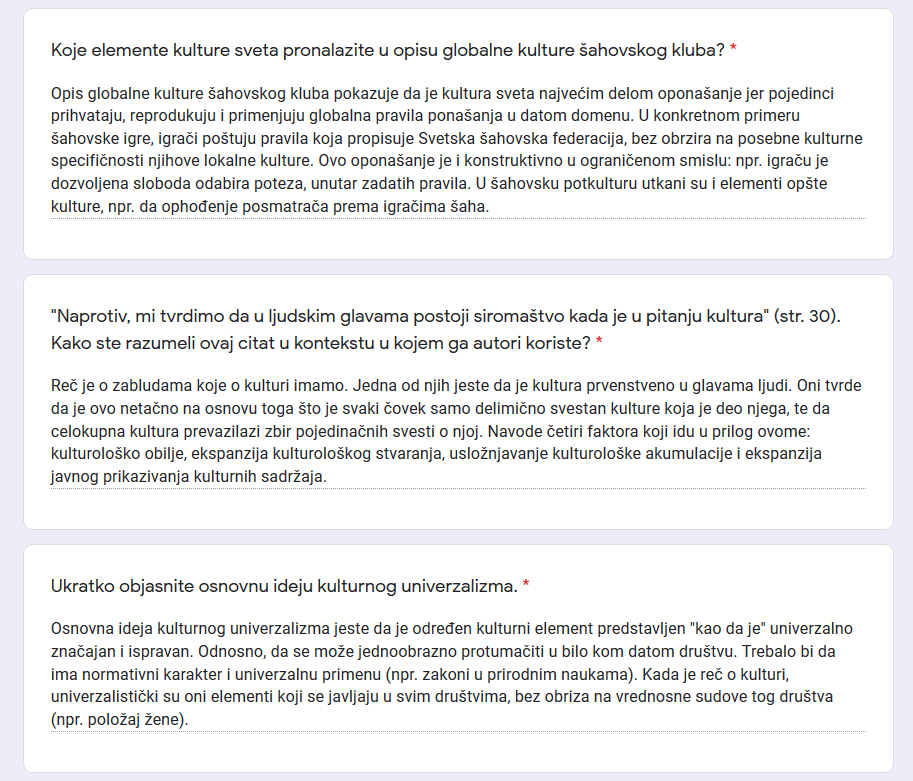 Koje elemente kulture sveta pronalazite u opisu globalne kulture šahovskog kluba? *
Opis globalne kulture šahovskog kluba pokazuje da je kultura sveta najvećim delom oponašanje jer pojedinci
prihvataju, reprodukuju i primenjuju globalna pravila ponašanja u datom domenu. U konkretnom primeru
šahovske igre, igrači poštuju pravila koja propisuje Svetska šahovska federacija, bez obrzira na posebne kulturne
specifičnosti njihove lokalne kulture. Ovo oponašanje je i konstruktivno u ograničenom smislu: npr. igraču je
dozvoljena sloboda odabira poteza, unutar zadatih pravila. U šahovsku potkulturu utkani su i elementi opšte
kulture, npr. da ophođenje posmatrača prema igračima šaha.
"Naprotiv, mi tvrdimo da u ljudskim glavama postoji siromaštvo kada je u pitanju kultura" (str. 30).
Kako ste razumeli ovaj citat u kontekstu u kojem ga autori koriste? *
Reč je o zabludama koje o kulturi imamo. Jedna od njih jeste da je kultura prvenstveno u glavama ljudi. Oni tvrde
da je ovo netačno na osnovu toga što je svaki čovek samo delimično svestan kulture koja je deo njega, te da
celokupna kultura prevazilazi zbir pojedinačnih svesti o njoj. Navode četiri faktora koji idu u prilog ovome:
kulturološko obilje, ekspanzija kulturološkog stvaranja, usložnjavanje kulturološke akumulacije i ekspanzija
javnog prikazivanja kulturnih sadržaja.
Ukratko objasnite osnovnu ideju kulturnog univerzalizma. *
Osnovna ideja kulturnog univerzalizma jeste da je određen kulturni element predstavljen "kao da je" univerzalno
značajan i ispravan. Odnosno, da se može jednoobrazno protumačiti u bilo kom datom društvu. Trebalo bi da
ima normativni karakter i univerzalnu primenu (npr. zakoni u prirodnim naukama). Kada je reč o kulturi,
univerzalistički su oni elementi koji se javljaju u svim društvima, bez obriza na vrednosne sudove tog društva
(npr. položaj žene).